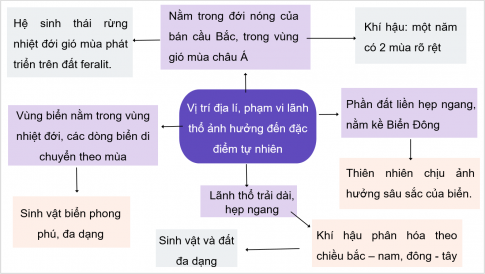 Hệ sinh thái rừng
nhiệt đới gió mùa phát
triển trên đất feralit.
Nằm trong đới nóng của
bán cầu Bắc, trong vùng
gió mùa châu Á
Khí hậu: một năm
có 2 mùa rõ rệt
Vùng biển nằm trong vùng
nhiệt đới, các dòng biển di
chuyển theo mùa
Vị trí địa lí, phạm vi lãnh
thổ ảnh hưởng đến đặc
điểm tự nhiên
Phần đất liền hẹp ngang,
nằm kề Biển Đông
Sinh vật biển phong
phú, đa dạng
Lãnh thổ trải dài,
hẹp ngang
Thiên nhiên chịu ảnh
hưởng sâu sắc của biển.
Sinh vật và đất
đa dạng
Khí hậu phân hóa theo
chiều bắc – nam, đông - tây